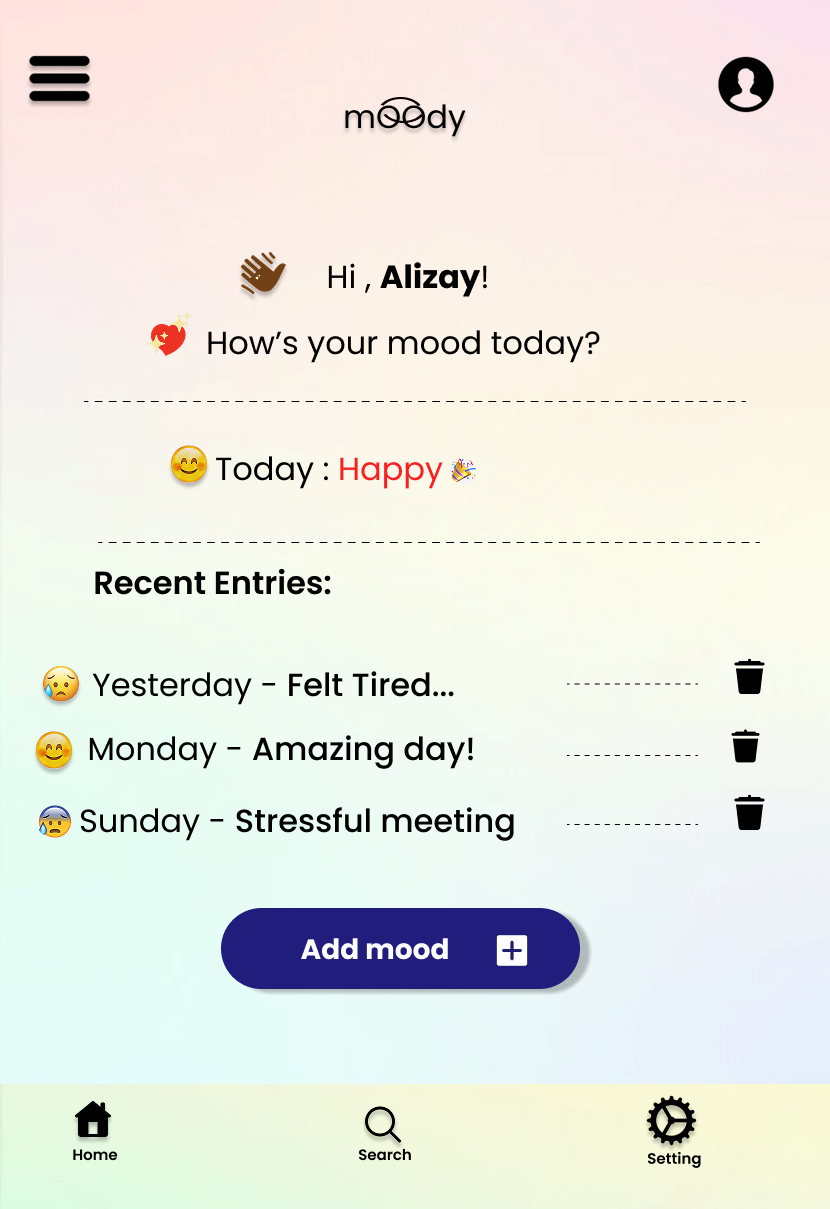 moody
Hi , Alizay!
How’s your mood today?
Today : Happy
Recent Entries:
Yesterday - Felt Tired...
Monday - Amazing day!
Sunday - Stressful meeting
Add mood
Home
Search
Setting